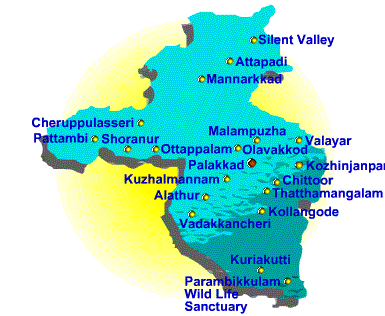 Silent Valley
Attapadi
Mannarkkad
Cheruppulasseri
Pattambi Shoranur
Malampuzha
Valayar
Ottappalam Olavakkod
Palakkad
Kozhinjanpar
Kuzhalmannam
Chittoor
Thatthamangalam
Alathur
Kollangode
Vadakkancheri
Kuriakutti
Parambikkulam
Wild Life
Sanctuary